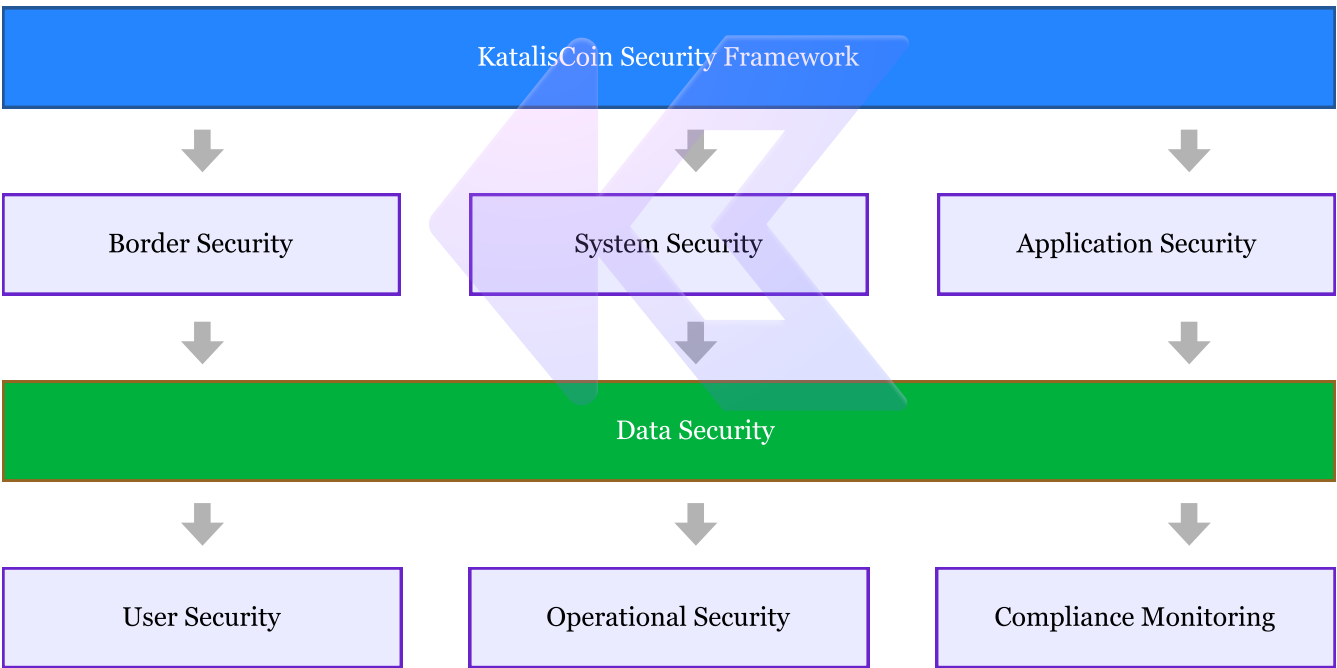 KatalisCoin Security Framework
Border Security
System Security
Application Security
Data Security
User Security
Operational Security
Compliance Monitoring